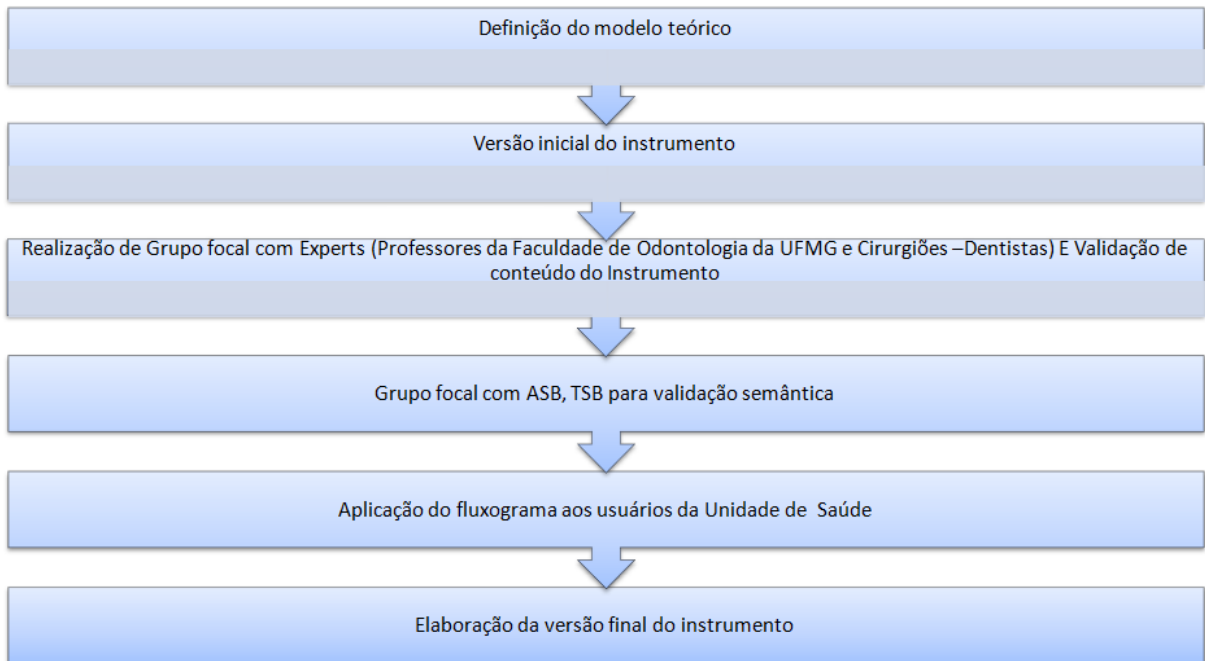 Definição do modelo teórico
Versão inicial do instrumento
Realização de Grupo focal com Experts (Professores da Faculdade de Odontologia da UFMG e Cirurgiões –Dentistas) E Validação de
conteúdo do Instrumento
Grupo focal com ASB, TSB para validação semântica
Aplicação do fluxograma aos usuários da Unidade de Saúde
Elaboração da versão final do instrumento